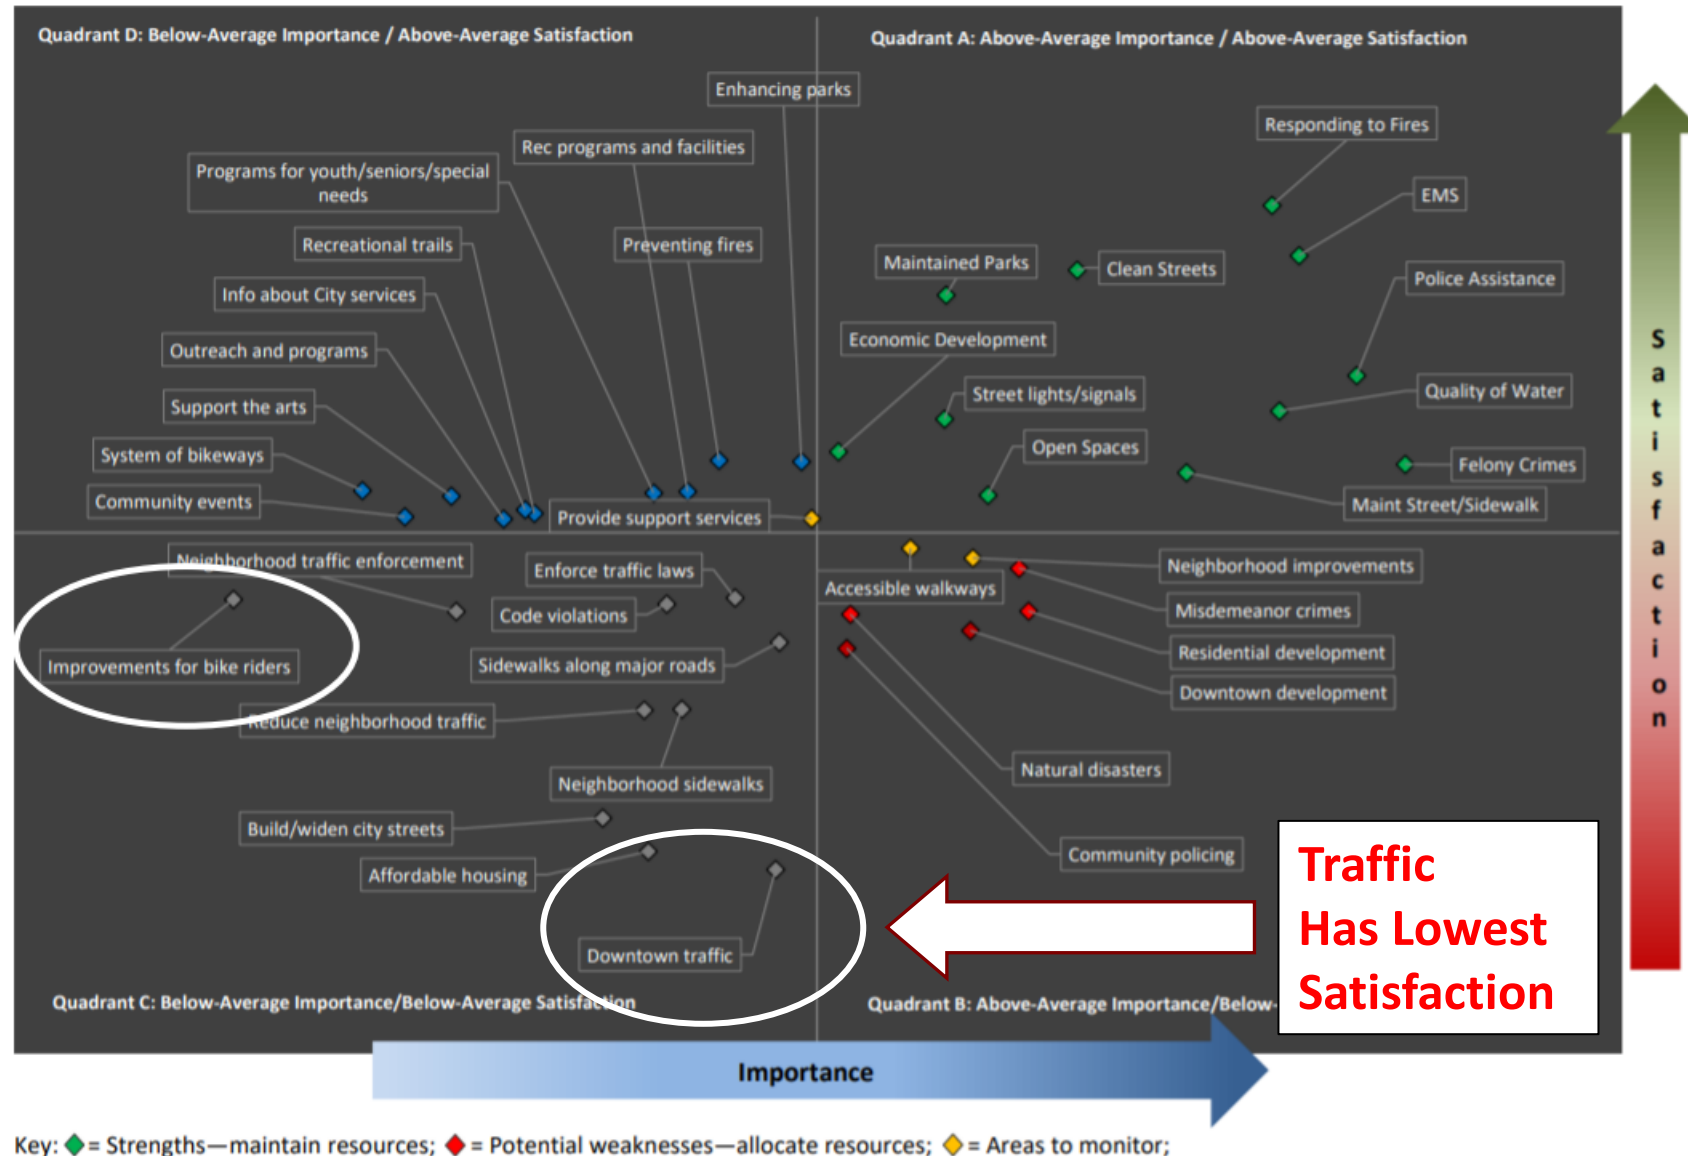 Quadrant D: Below-Average Importance / Above-Average Satisfaction
Quadrant A: Above-Average Importance / Above-Average Satisfaction
Enhancing parks
Responding to Fires
Rec programs and facilities
Programs for youth/seniors/special
needs
EMS
Recreational trails
Preventing fires
Maintained Parks
Clean Streets
Police Assistance
Info about City services
Economic Development
Outreach and programs
Street lights/signals
Quality of Water
Support the arts
Open Spaces
System of bikeways
Felony Crimes
Community events
Maint Street/Sidewalk
Provide support services
Neighborhood traffic enforcement
Enforce traffic laws
Neighborhood improvements
Accessible walkways
Code violations
Misdemeanor crimes
Improvements for bike riders
Sidewalks along major roads
Residential development
Downtown development
Reduce neighborhood traffic
Natural disasters
Neighborhood sidewalks
Build/widen city streets
Community policing
Affordable housing
Downtown traffic
Traffic
Has Lowest
Satisfaction
Quadrant C: Below-Average Importance/Below-Average Satisfaction
Quadrant B: Above-Average Importance/Below-
Satisfaction
Importance
Key: = Strengths—maintain resources; = Potential weaknesses—allocate resources; = Areas to monitor;